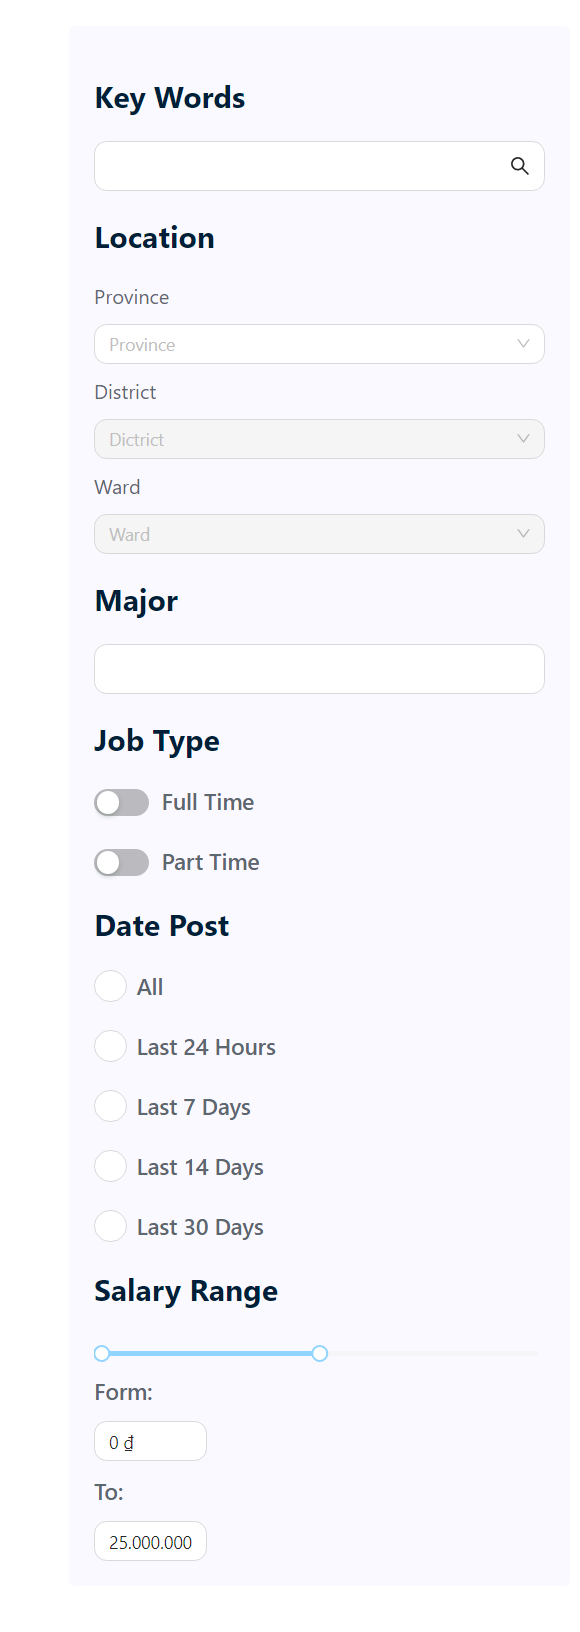 Key Words
Location
Province
Province
District
Dictrict
Ward
Ward
Major
Job Type
Full Time
Part Time
Date Post
All
Last 24 Hours
Last 7 Days
Last 14 Days
Last 30 Days
Salary Range
Form:
0 ₫
To:
25.000.000